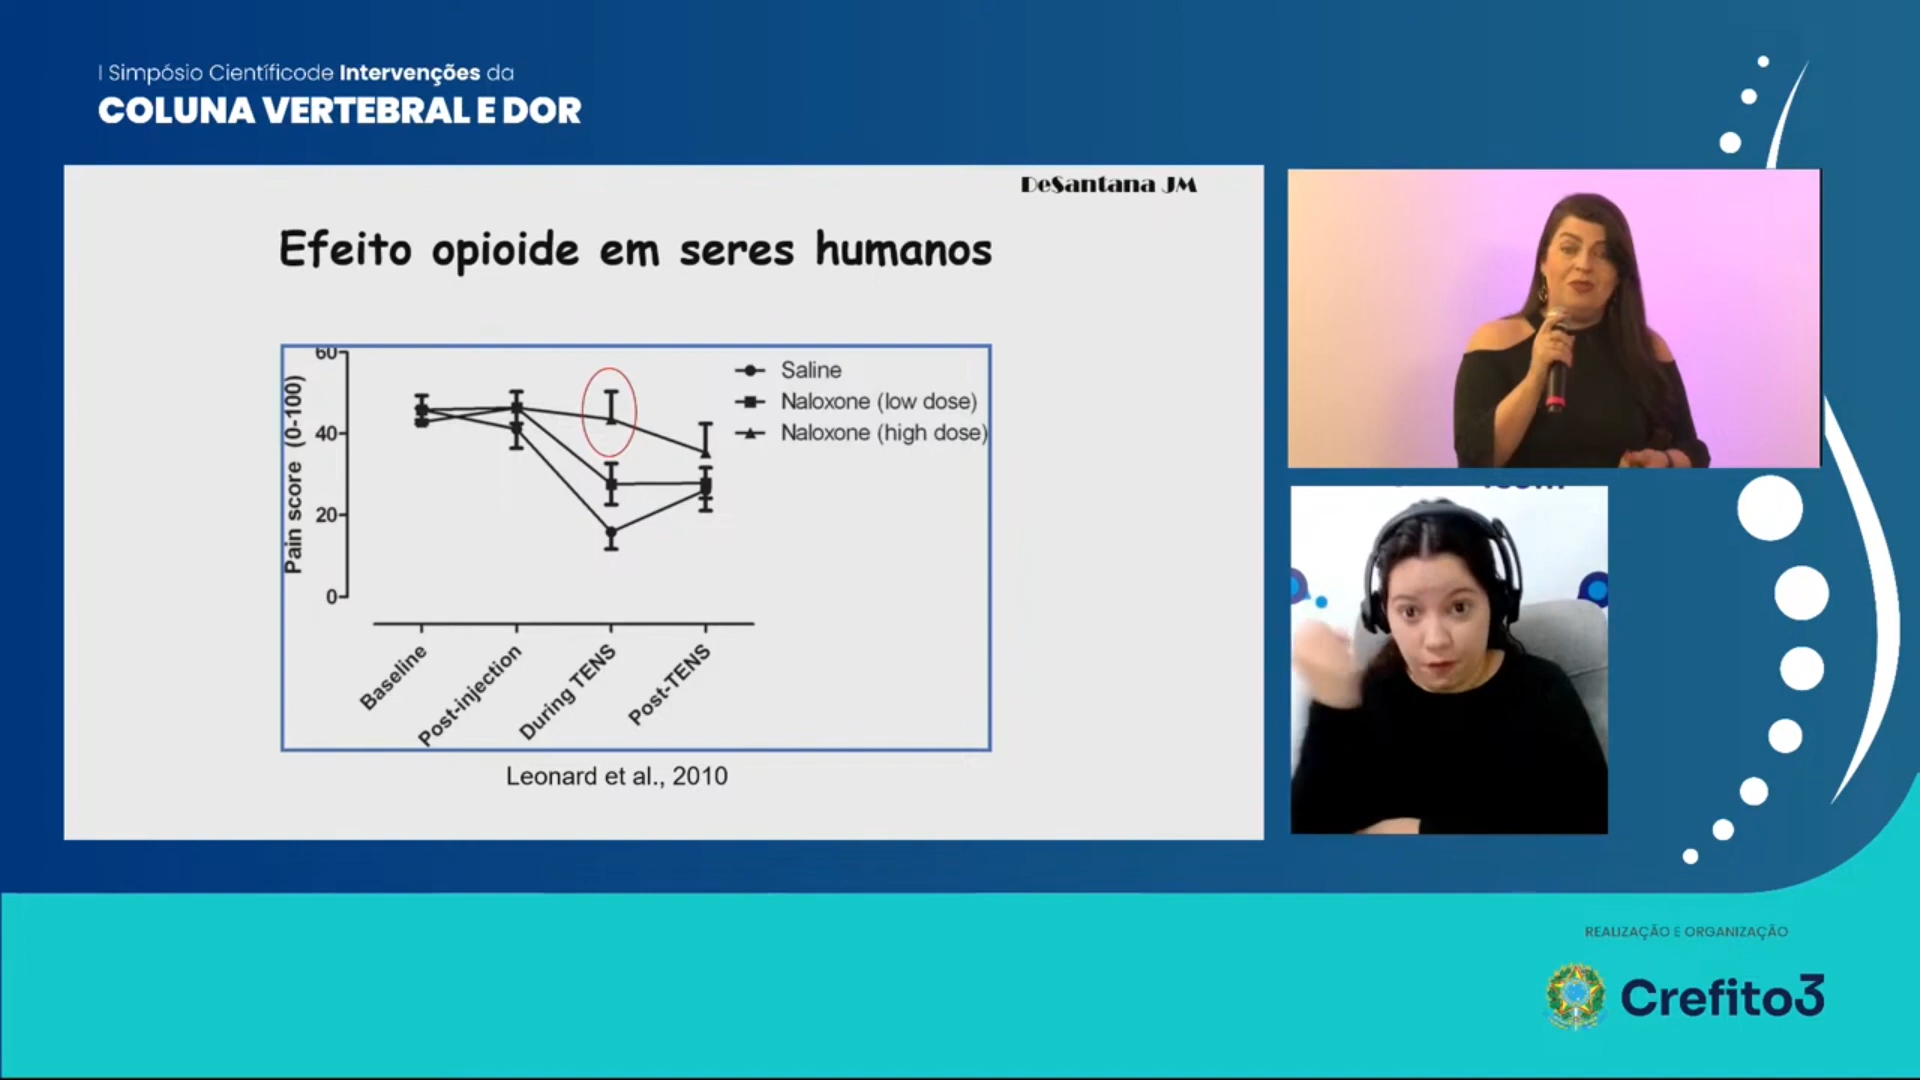 I Simpósio Científicode Intervenções da
COLUNA VERTEBRAL E DOR
DeSantana JM
Efeito opioide em seres humanos
Pain score (0-100)
60
40
20
0
Saline
Naloxone (low dose)
Naloxone (high dose)
Baseline
Post-injection
During TENS
Post-TENS
Leonard et al., 2010
REALIZAÇÃO E ORGANIZAÇÃO
Crefito3